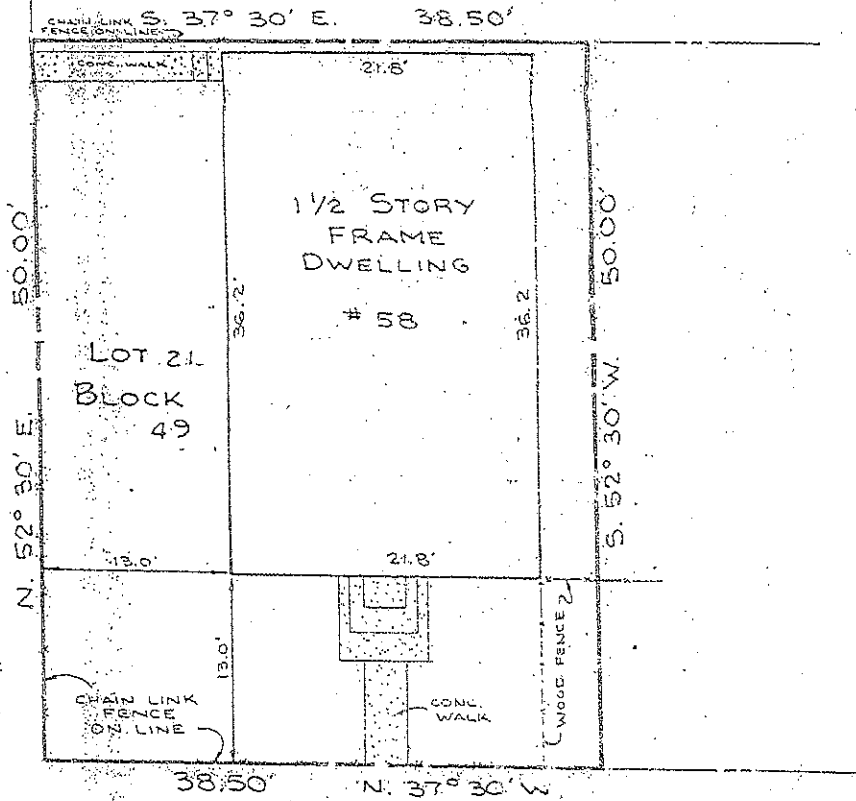 S. 37° 30' E. 38.50'
CHAIN LINK
FENCE ON LINE
CONC. WALK
21.8'
1 1/2 STORY
FRAME
DWELLING
# 58
50.00'
N. 52° 30' E.
36.2'
36.2
50.00'
S. 52° 30' W.
LOT 21
BLOCK
49
13.0'
21.8'
13.0'
CHAIN LINK
FENCE
ON LINE
CONC.
WALK
WOOD FENCE
38.50' N. 37° 30' W.